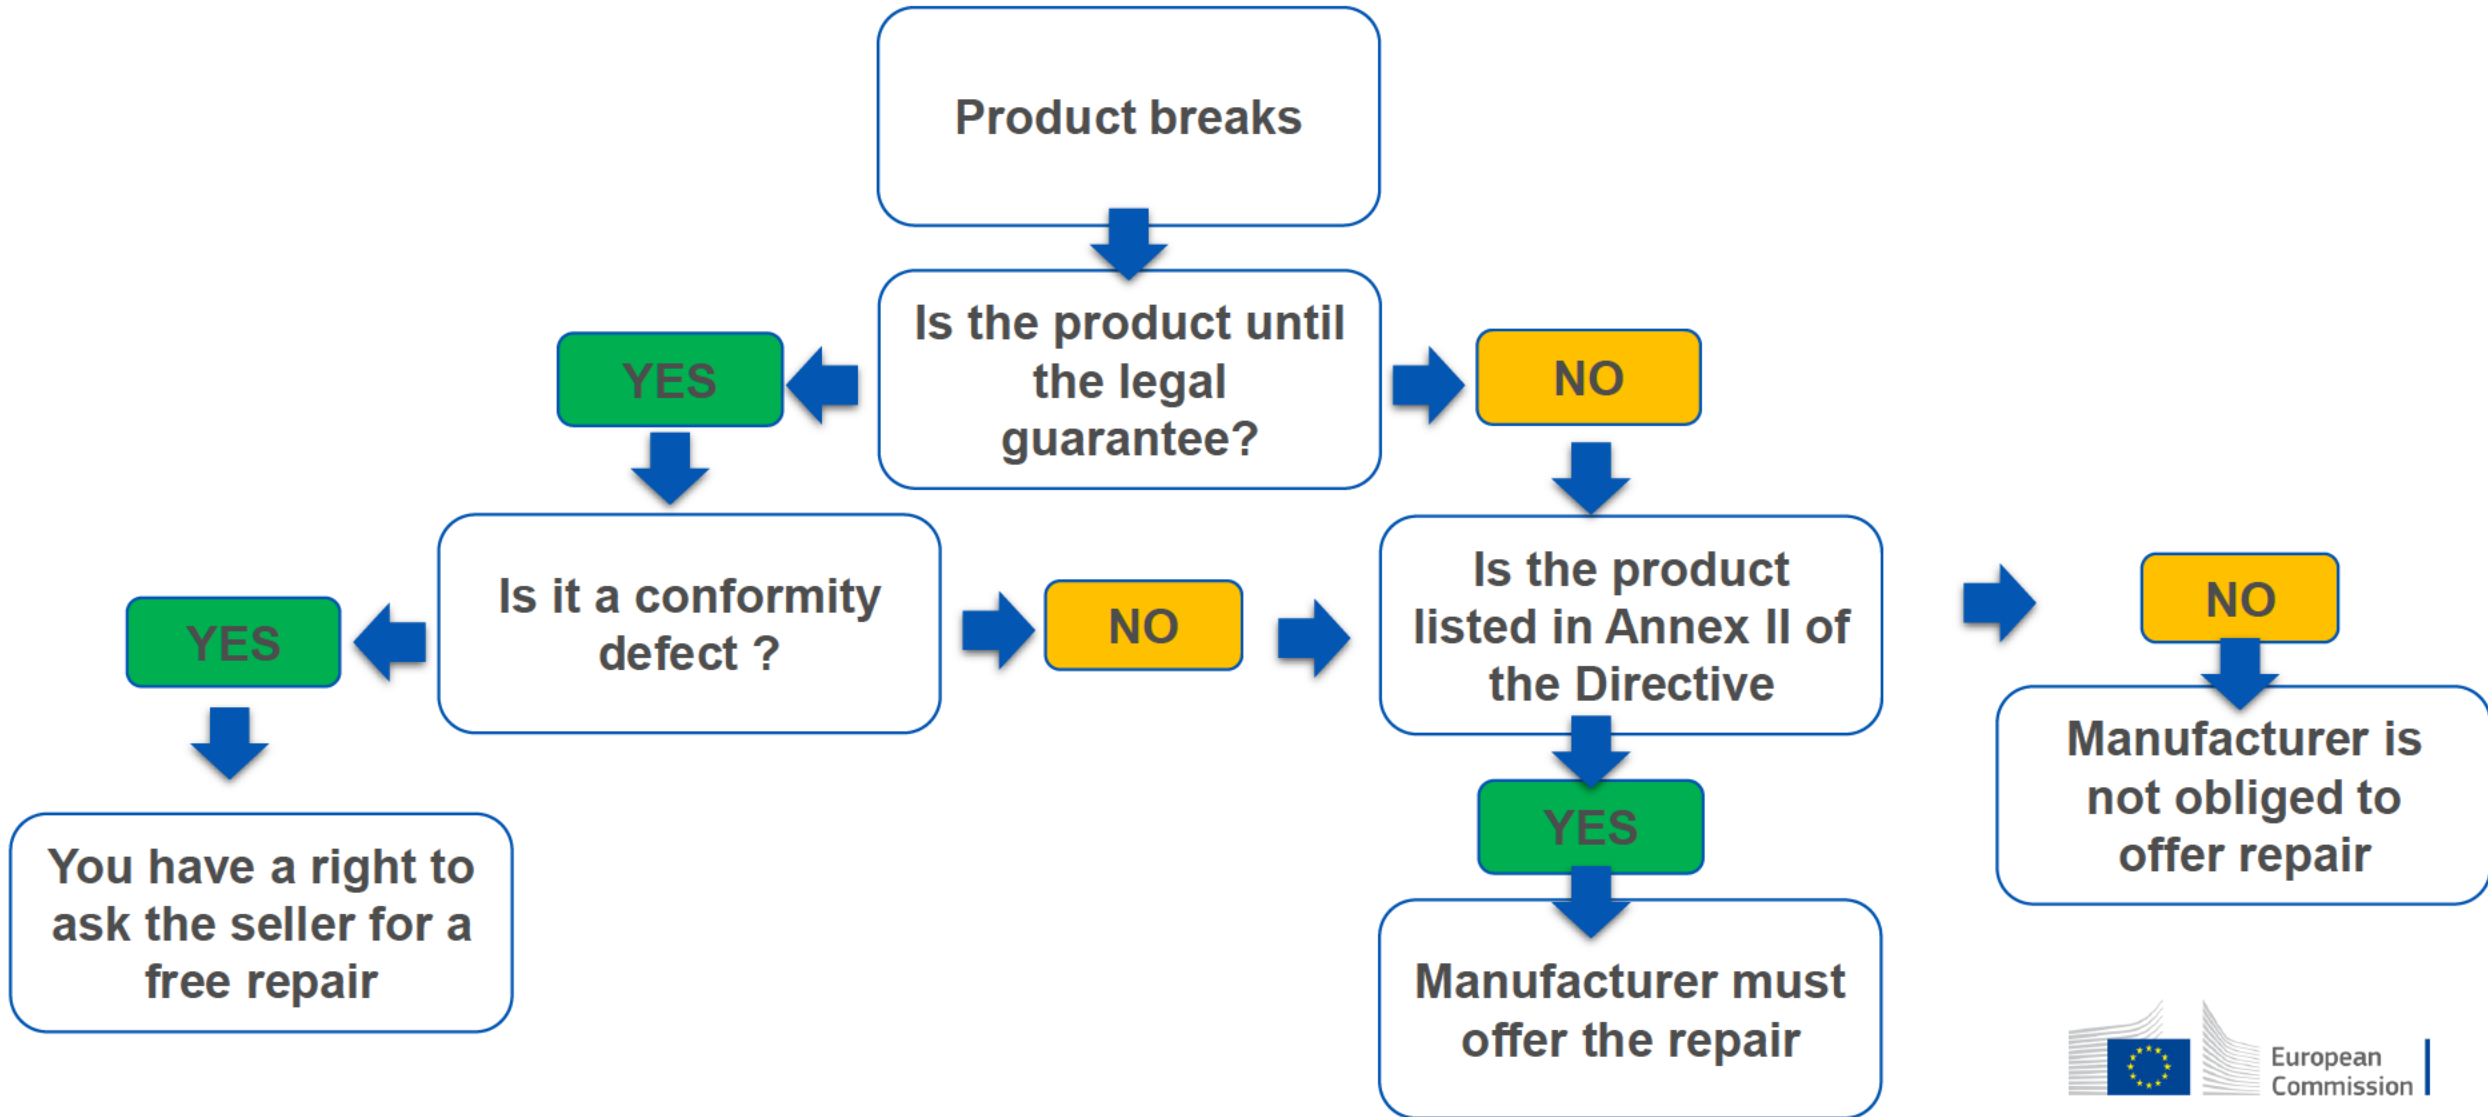 Product breaks
Is the product until
the legal
guarantee?
YES
NO
Is it a conformity
defect ?
YES
NO
Is the product
listed in Annex II of
the Directive
NO
Manufacturer is
not obliged to
offer repair
YES
You have a right to
ask the seller for a
free repair
Manufacturer must
offer the repair
European
Commission